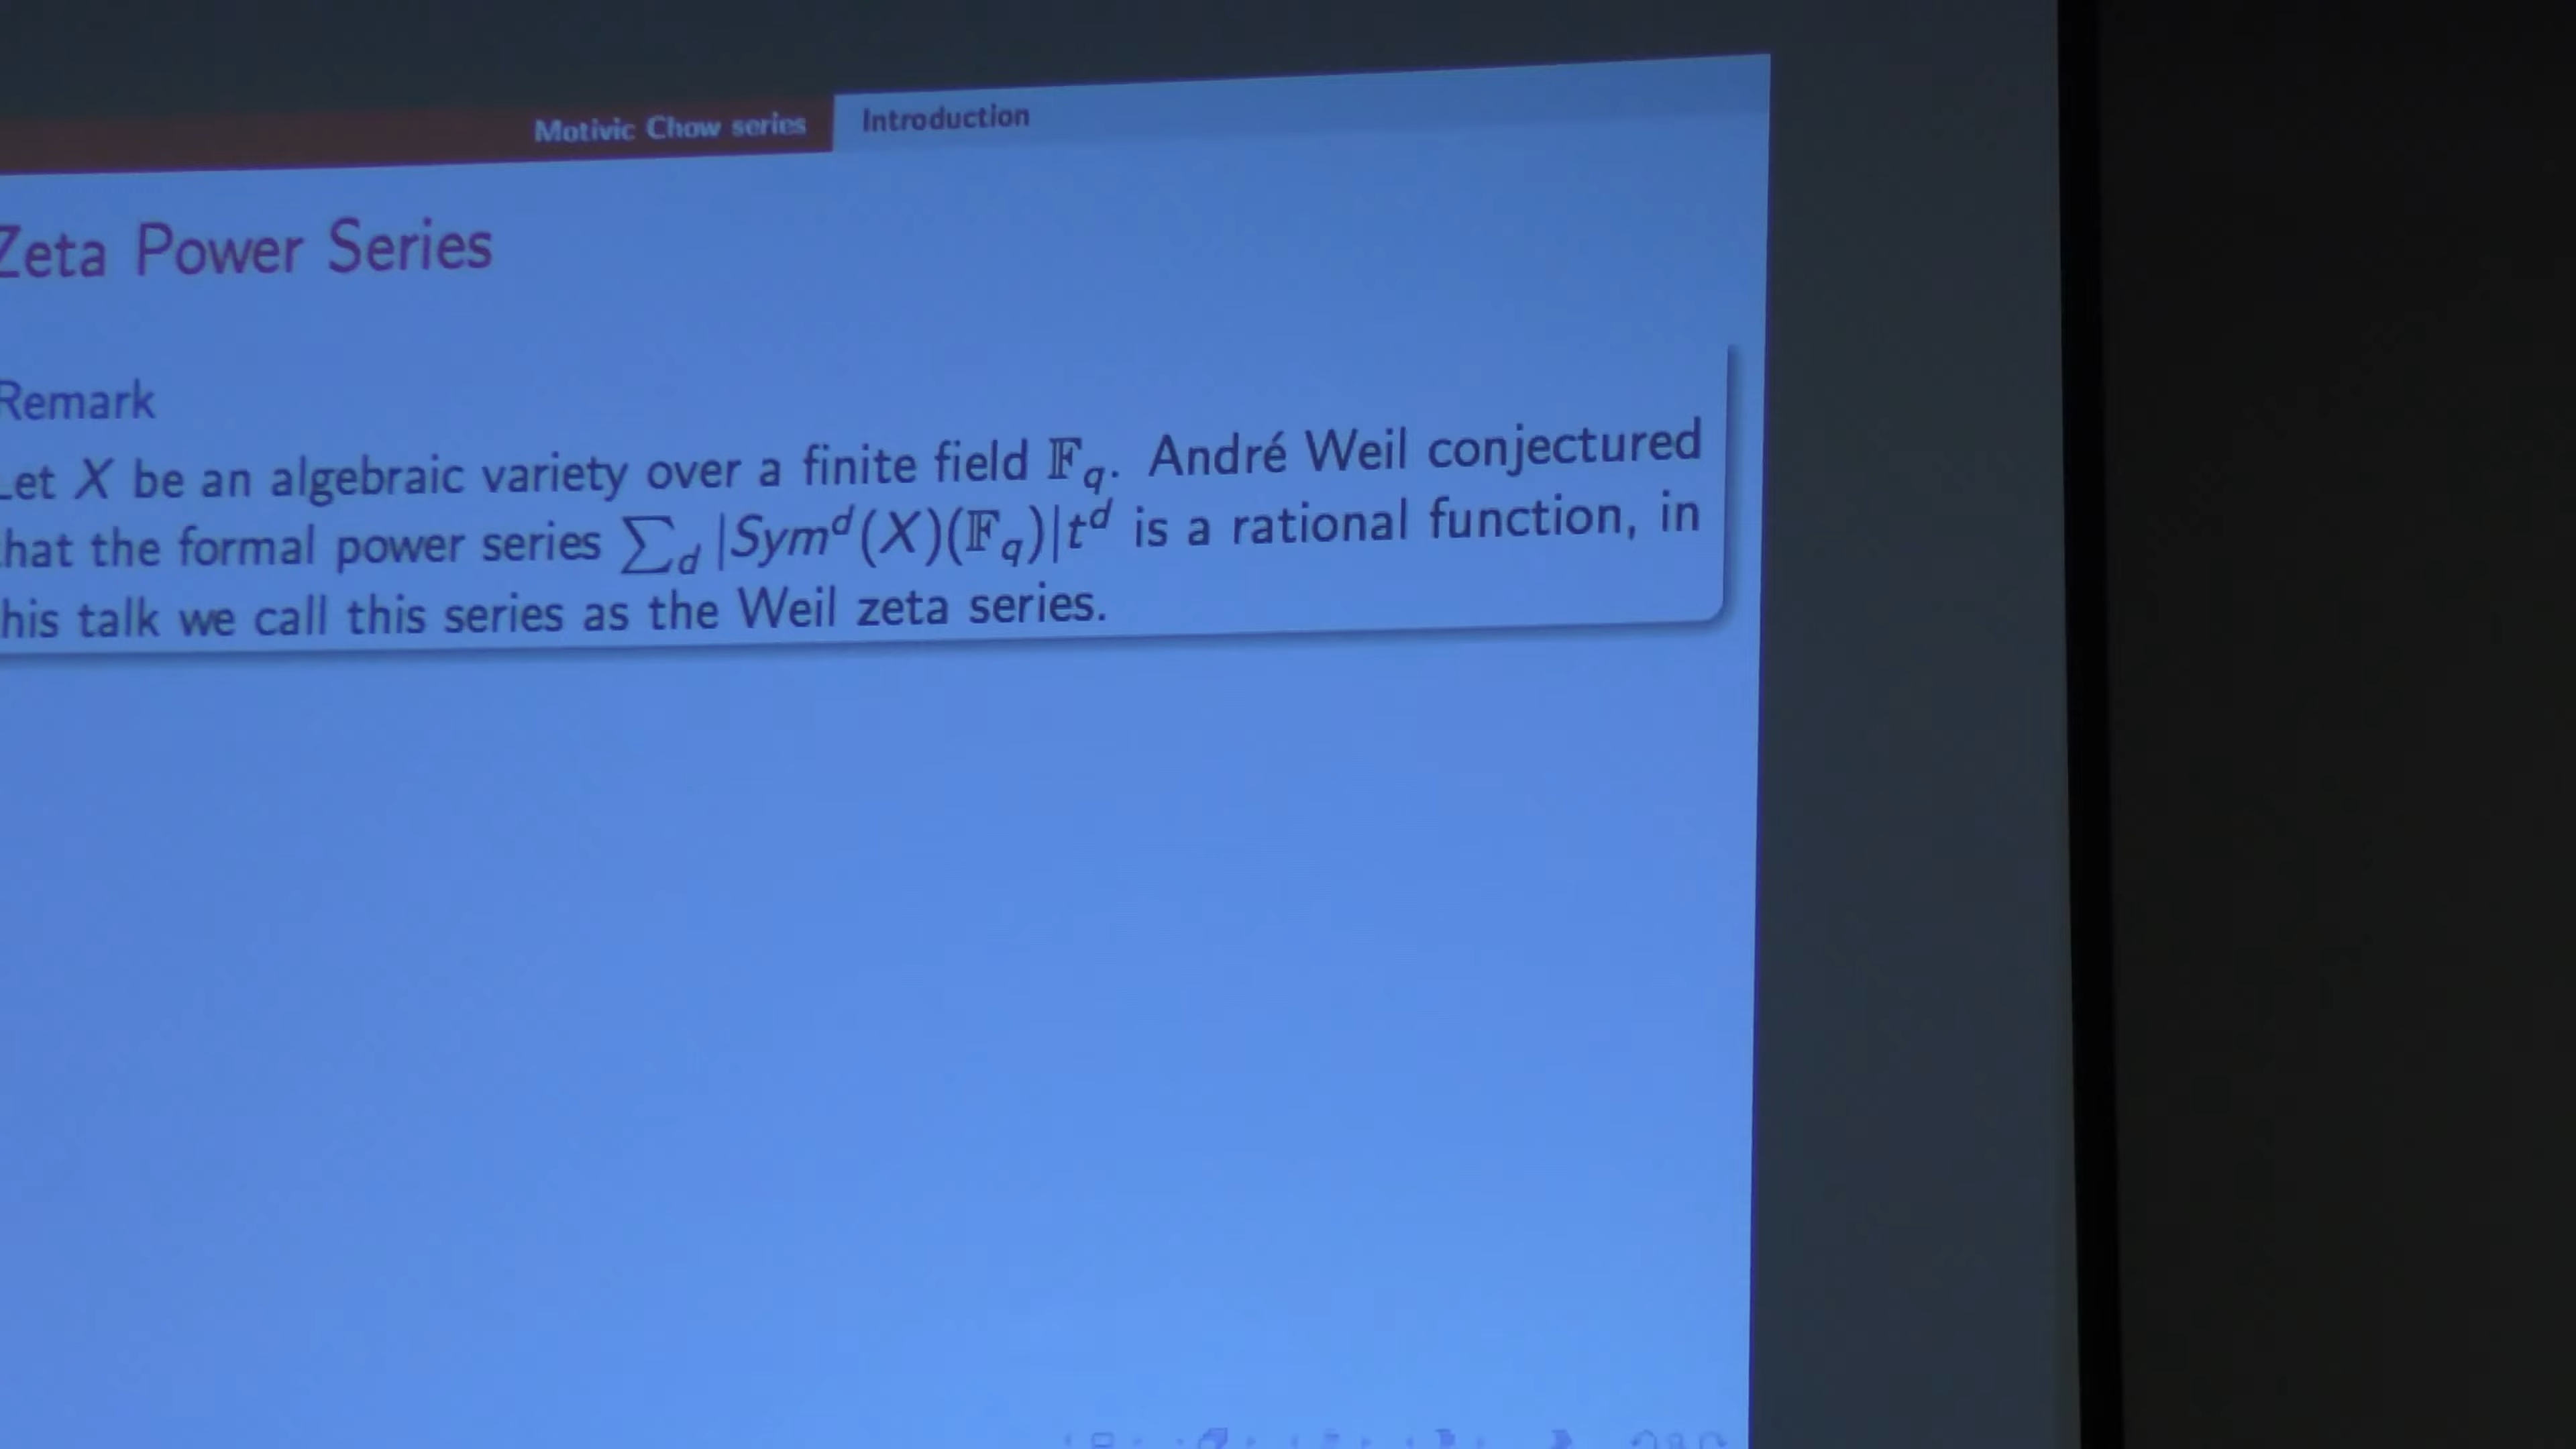 Motivic Chow series Introduction
Zeta Power Series
Remark
Let X be an algebraic variety over a finite field 𝔽_q. André Weil conjectured
that the formal power series ∑_d |Sym^d(X)(𝔽_q)|t^d is a rational function, in
this talk we call this series as the Weil zeta series.